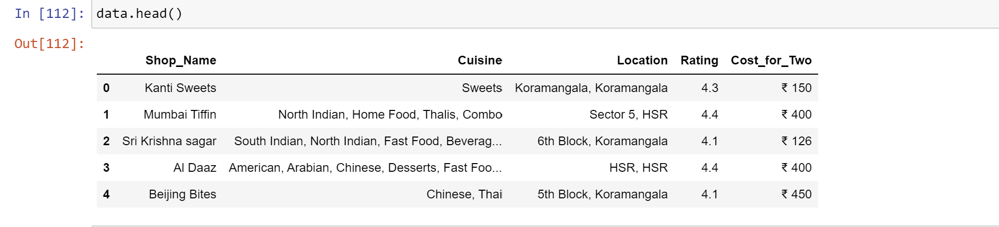 In [112]: data.head()
Out[112]:
Shop_Name Cuisine Location Rating Cost_for_Two
0 Kanti Sweets Sweets Koramangala, Koramangala 4.3 ₹ 150
1 Mumbai Tiffin North Indian, Home Food, Thalis, Combo Sector 5, HSR 4.4 ₹ 400
2 Sri Krishna sagar South Indian, North Indian, Fast Food, Beverag... 6th Block, Koramangala 4.1 ₹ 126
3 Al Daaz American, Arabian, Chinese, Desserts, Fast Foo... HSR, HSR 4.4 ₹ 400
4 Beijing Bites Chinese, Thai 5th Block, Koramangala 4.1 ₹ 450